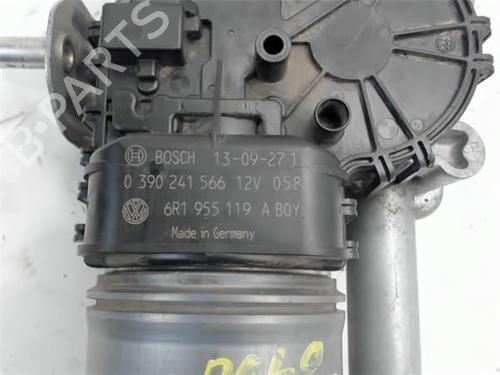 B-PARTS
BOSCH 13-09-27 1
0 390 241 566 12V 058
6R1 955 119 A BOY
Made in Germany